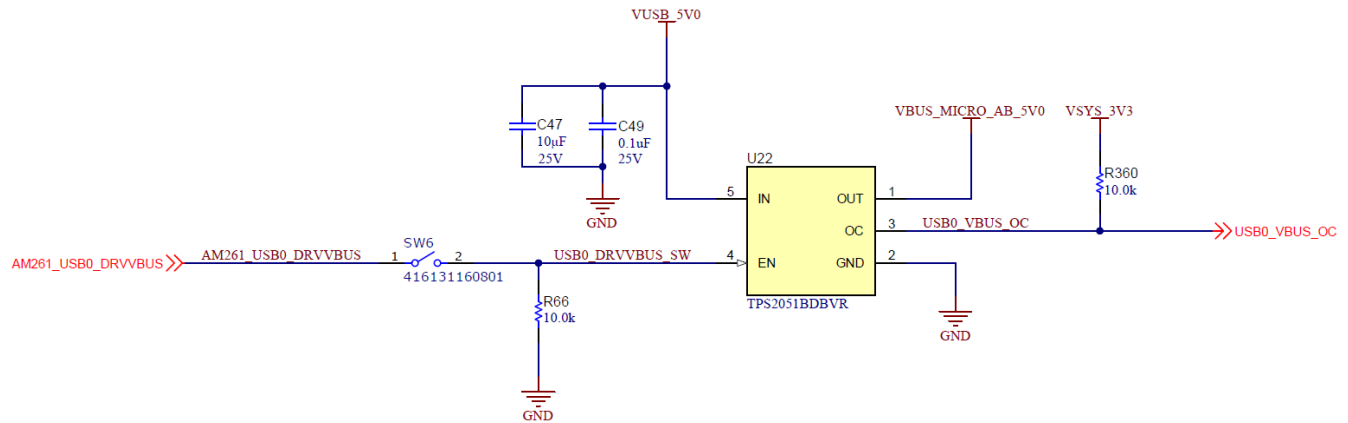 VUSB_5V0
VBUS_MICRO_AB_5V0
VSYS_3V3
C47
10µF
25V
C49
0.1uF
25V
GND
U22
5 IN
OUT 1
OC 3
4 EN
GND 2
TPS2051BDBVR
R360
10.0k
USB0_VBUS_OC
USB0_VBUS_OC
AM261_USB0_DRVVBUS
AM261_USB0_DRVVBUS
SW6
1 2
416131160801
USB0_DRVVBUS_SW
R66
10.0k
GND
GND